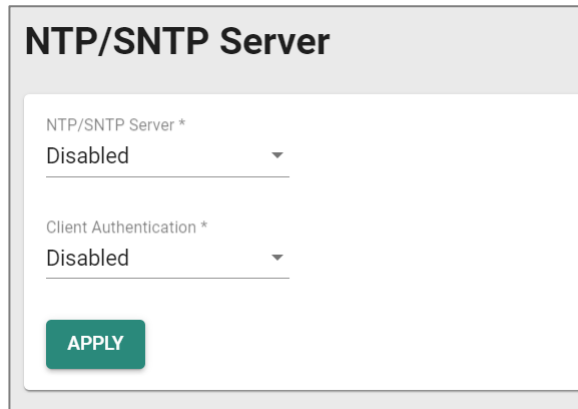 NTP/SNTP Server
NTP/SNTP Server *
Disabled
Client Authentication *
Disabled
APPLY